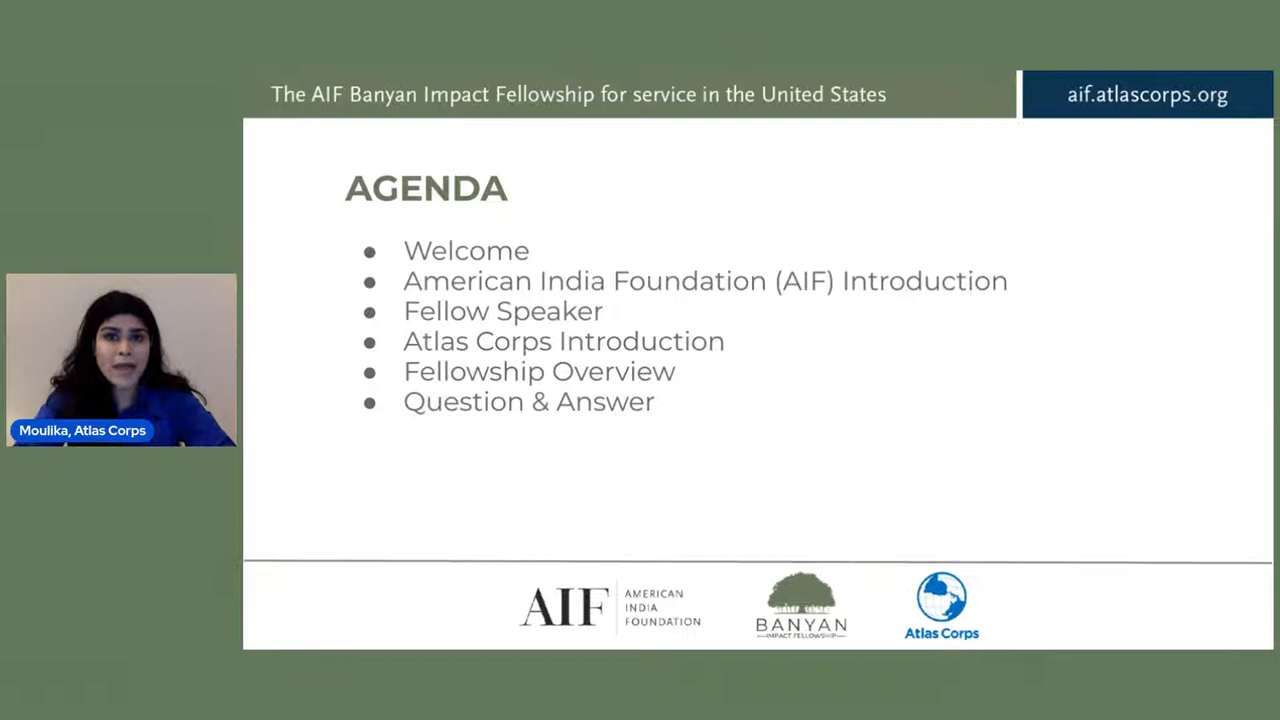 The AIF Banyan Impact Fellowship for service in the United States
aif.atlascorps.org
AGENDA
● Welcome
● American India Foundation (AIF) Introduction
● Fellow Speaker
● Atlas Corps Introduction
● Fellowship Overview
● Question & Answer
Moulika, Atlas Corps
AIF
AMERICAN
INDIA
FOUNDATION
BANYAN
IMPACT FELLOWSHIP
Atlas Corps